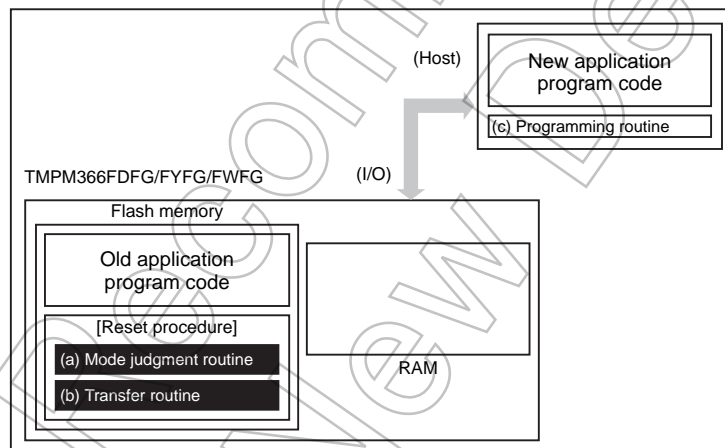 (Host)
New application
program code
(c) Programming routine
(I/O)
TMPM366FDFG/FYFG/FWFG
Flash memory
Old application
program code
[Reset procedure]
(a) Mode judgment routine
(b) Transfer routine
RAM